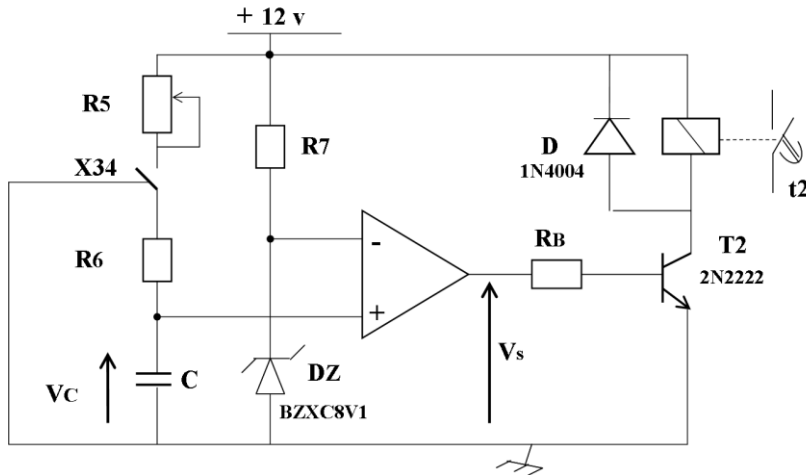 + 12 v
R5
X34
R6
VC
C
R7
DZ
BZXC8V1
-
+
Vs
RB
D
1N4004
T2
2N2222
t2